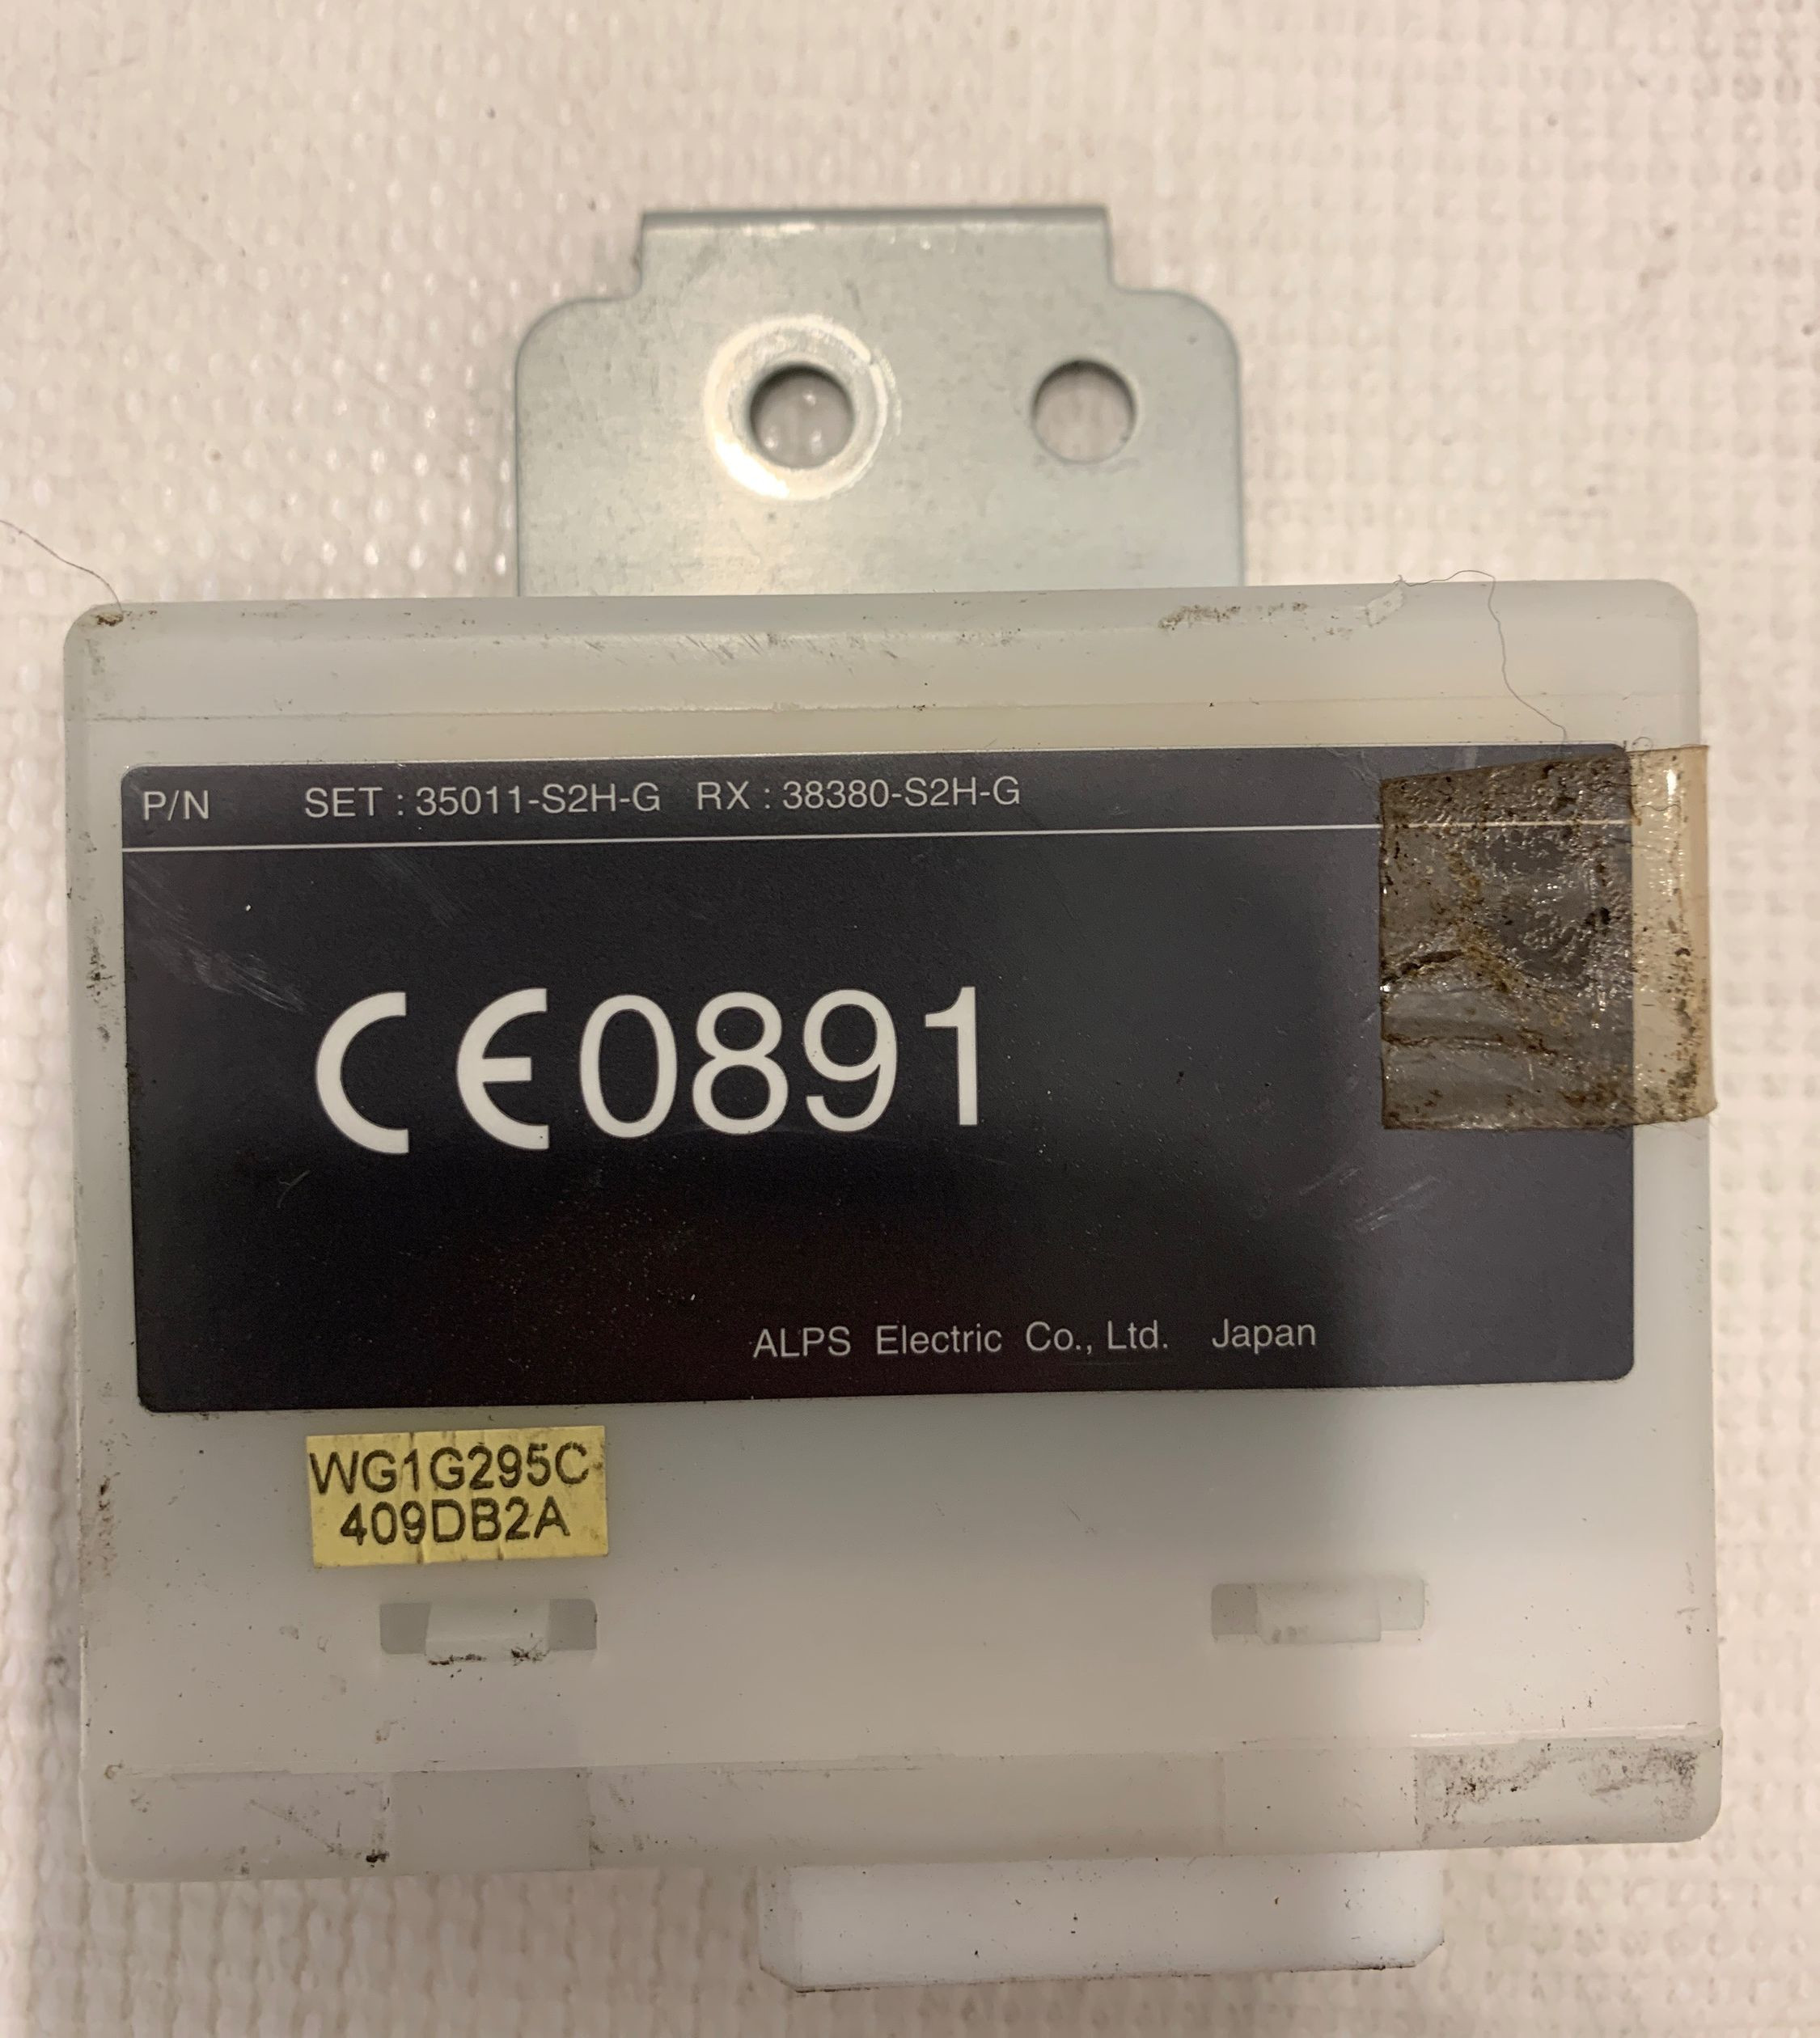 P/N SET : 35011-S2H-G RX : 38380-S2H-G
CE0891
ALPS Electric Co., Ltd. Japan
WG1G295C
409DB2A